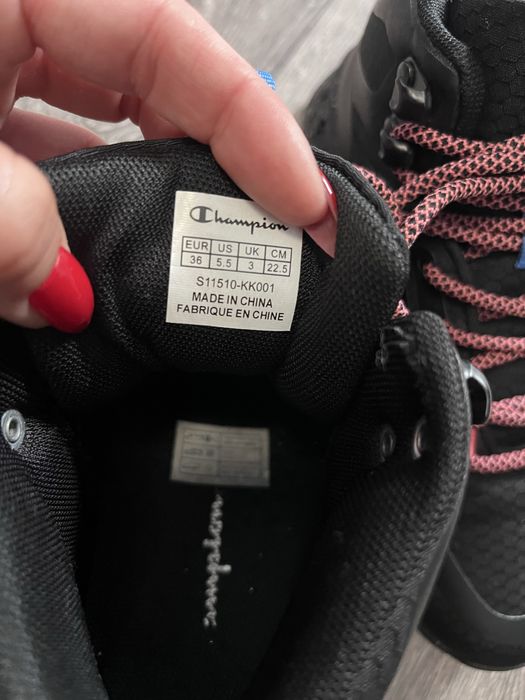 Champion
EUR US UK CM
36 5.5 3 22.5
S11510-KK001
MADE IN CHINA
FABRIQUE EN CHINE
Champion